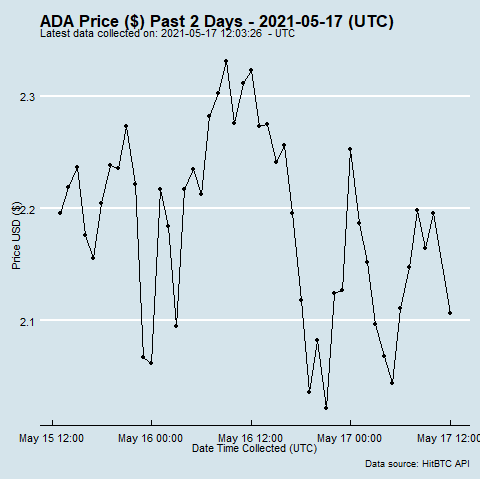 ADA Price ($) Past 2 Days - 2021-05-17 (UTC)
Latest data collected on: 2021-05-17 12:03:26 - UTC
2.3
2.2
2.1
Price USD ($)
May 15 12:00 May 16 00:00 May 16 12:00 May 17 00:00 May 17 12:00
Date Time Collected (UTC)
Data source: HitBTC API